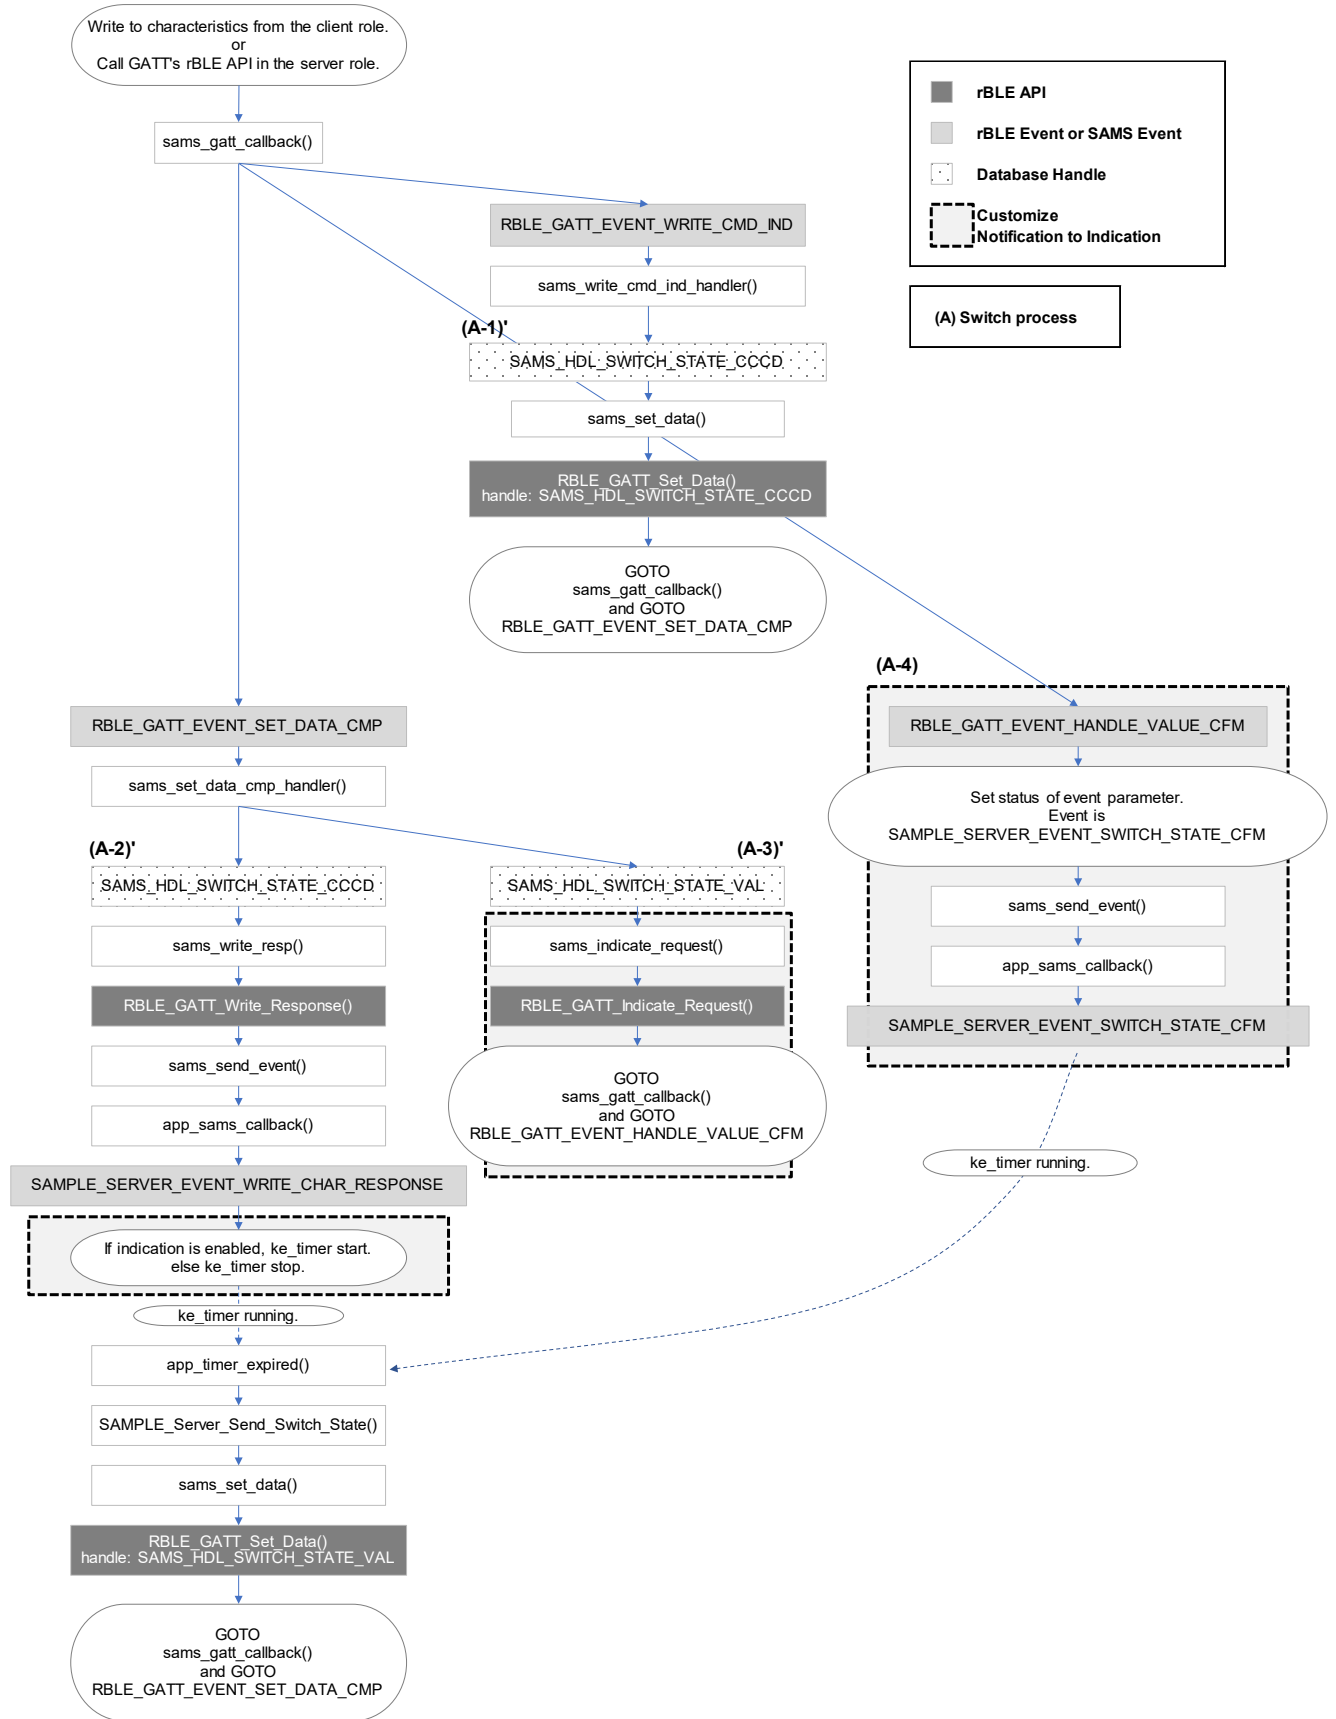 Write to characteristics from the client role.
or
Call GATT's rBLE API in the server role.
sams_gatt_callback()
rBLE API
rBLE Event or SAMS Event
Database Handle
Customize
Notification to Indication
(A) Switch process
RBLE_GATT_EVENT_WRITE_CMD_IND
sams_write_cmd_ind_handler()
(A-1)'
SAMS_HDL_SWITCH_STATE_CCCD
sams_set_data()
RBLE_GATT_Set_Data()
handle: SAMS_HDL_SWITCH_STATE_CCCD
GOTO
sams_gatt_callback()
and GOTO
RBLE_GATT_EVENT_SET_DATA_CMP
(A-4)
RBLE_GATT_EVENT_HANDLE_VALUE_CFM
Set status of event parameter.
Event is
SAMPLE_SERVER_EVENT_SWITCH_STATE_CFM
sams_send_event()
app_sams_callback()
SAMPLE_SERVER_EVENT_SWITCH_STATE_CFM
ke_timer running.
RBLE_GATT_EVENT_SET_DATA_CMP
sams_set_data_cmp_handler()
(A-2)'
SAMS_HDL_SWITCH_STATE_CCCD
sams_write_resp()
RBLE_GATT_Write_Response()
sams_send_event()
app_sams_callback()
SAMPLE_SERVER_EVENT_WRITE_CHAR_RESPONSE
If indication is enabled, ke_timer start.
else ke_timer stop.
ke_timer running.
app_timer_expired()
SAMPLE_Server_Send_Switch_State()
sams_set_data()
RBLE_GATT_Set_Data()
handle: SAMS_HDL_SWITCH_STATE_VAL
GOTO
sams_gatt_callback()
and GOTO
RBLE_GATT_EVENT_SET_DATA_CMP
(A-3)'
SAMS_HDL_SWITCH_STATE_VAL
sams_indicate_request()
RBLE_GATT_Indicate_Request()
GOTO
sams_gatt_callback()
and GOTO
RBLE_GATT_EVENT_HANDLE_VALUE_CFM